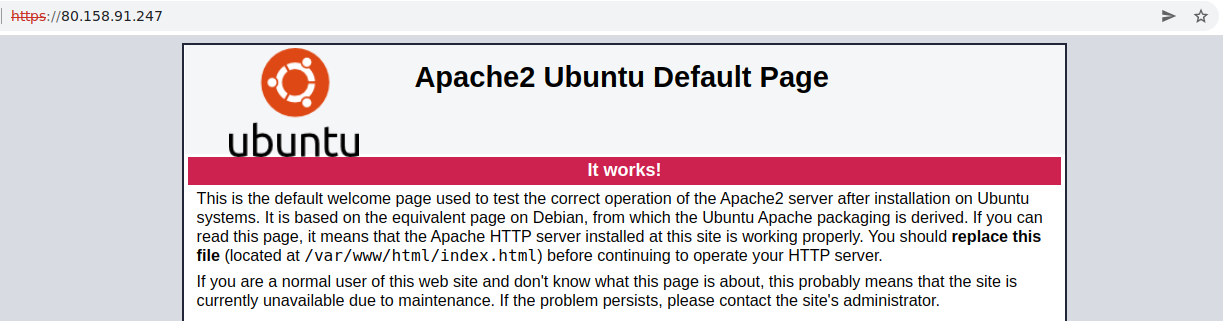 https://80.158.91.247
Apache2 Ubuntu Default Page
ubuntu
It works!
This is the default welcome page used to test the correct operation of the Apache2 server after installation on Ubuntu
systems. It is based on the equivalent page on Debian, from which the Ubuntu Apache packaging is derived. If you can
read this page, it means that the Apache HTTP server installed at this site is working properly. You should replace this
file (located at /var/www/html/index.html) before continuing to operate your HTTP server.
If you are a normal user of this web site and don't know what this page is about, this probably means that the site is
currently unavailable due to maintenance. If the problem persists, please contact the site's administrator.